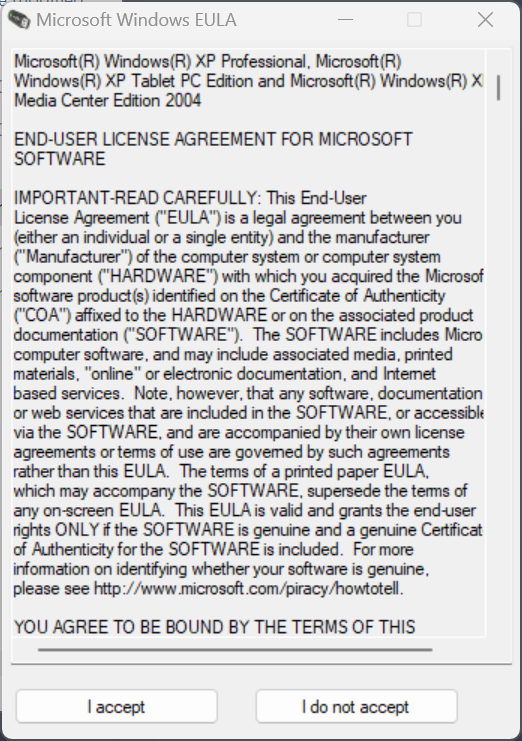 Microsoft Windows EULA
Microsoft(R) Windows(R) XP Professional, Microsoft(R)
Windows(R) XP Tablet PC Edition and Microsoft(R) Windows(R) X
Media Center Edition 2004
END-USER LICENSE AGREEMENT FOR MICROSOFT
SOFTWARE
IMPORTANT-READ CAREFULLY: This End-User
License Agreement ("EULA") is a legal agreement between you
(either an individual or a single entity) and the manufacturer
("Manufacturer") of the computer system or computer system
component ("HARDWARE") with which you acquired the Microsof
software product(s) identified on the Certificate of Authenticity
("COA") affixed to the HARDWARE or on the associated product
documentation ("SOFTWARE").  The SOFTWARE includes Micro
computer software, and may include associated media, printed
materials, "online" or electronic documentation, and Internet
based services.  Note, however, that any software, documentation
or web services that are included in the SOFTWARE, or accessible
via the SOFTWARE, and are accompanied by their own license
agreements or terms of use are governed by such agreements
rather than this EULA.  The terms of a printed paper EULA,
which may accompany the SOFTWARE, supersede the terms of
any on-screen EULA.  This EULA is valid and grants the end-user
rights ONLY if the SOFTWARE is genuine and a genuine Certificat
of Authenticity for the SOFTWARE is included.  For more
information on identifying whether your software is genuine,
please see http://www.microsoft.com/piracy/howtotell.
YOU AGREE TO BE BOUND BY THE TERMS OF THIS
I accept
I do not accept